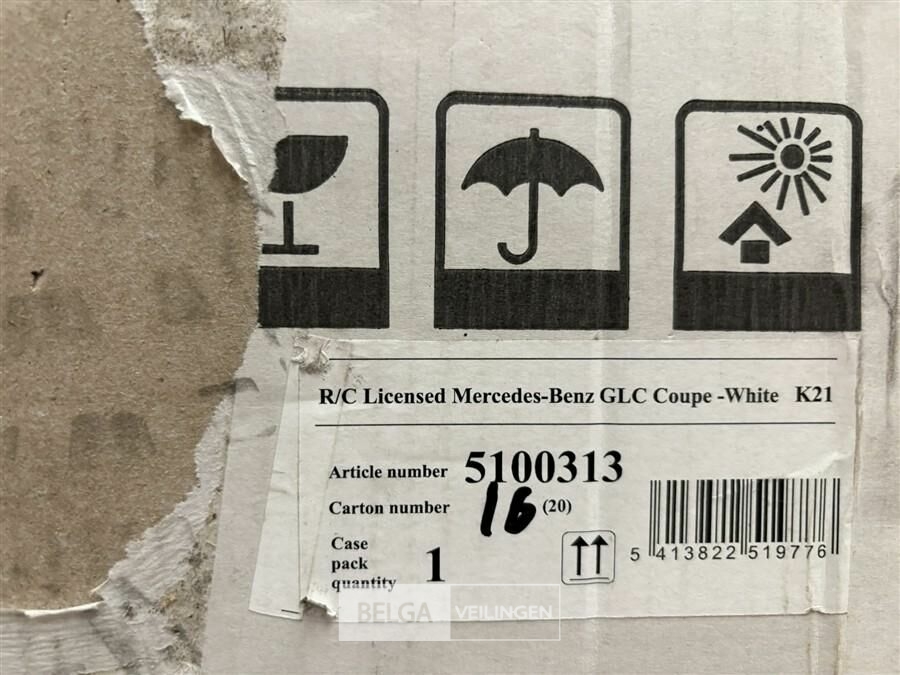 R/C Licensed Mercedes-Benz GLC Coupe -White K21
Article number 5100313
Carton number 16 (20)
Case
pack
quantity 1
5 413822 519776
BELGA VEILINGEN